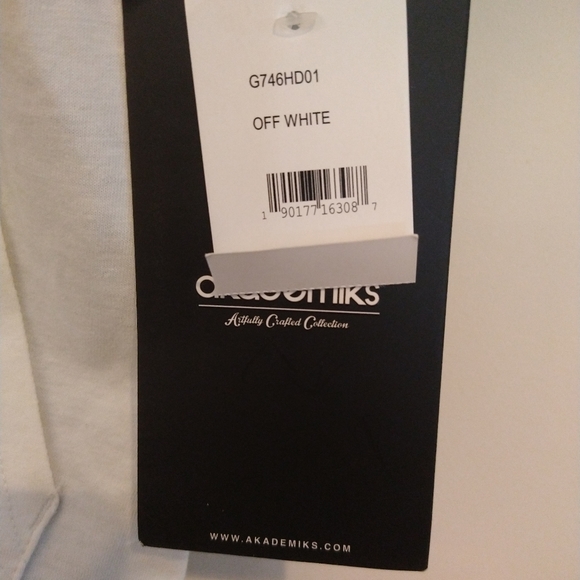 G746HD01
OFF WHITE
1 90177 16308 7
akademiks
Artfully Crafted Collection
WWW.AKADEMIKS.COM